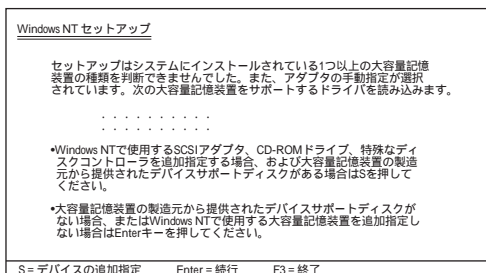 Windows NT セットアップ
セットアップはシステムにインストールされている1つ以上の大容量記憶
装置の種類を判断できませんでした。また、アダプタの手動指定が選択
されています。次の大容量記憶装置をサポートするドライバを読み込みます。
. . . . . . . . . .
. . . . . . . . . .
•Windows NTで使用するSCSIアダプタ、CD-ROMドライブ、特殊なディ
スクコントローラを追加指定する場合、および大容量記憶装置の製造
元から提供されたデバイスサポートディスクがある場合はSを押して
ください。
•大容量記憶装置の製造元から提供されたデバイスサポートディスクが
ない場合、またはWindows NTで使用する大容量記憶装置を追加指定し
ない場合はEnterキーを押してください。
S = デバイスの追加指定 Enter = 続行 F3 = 終了